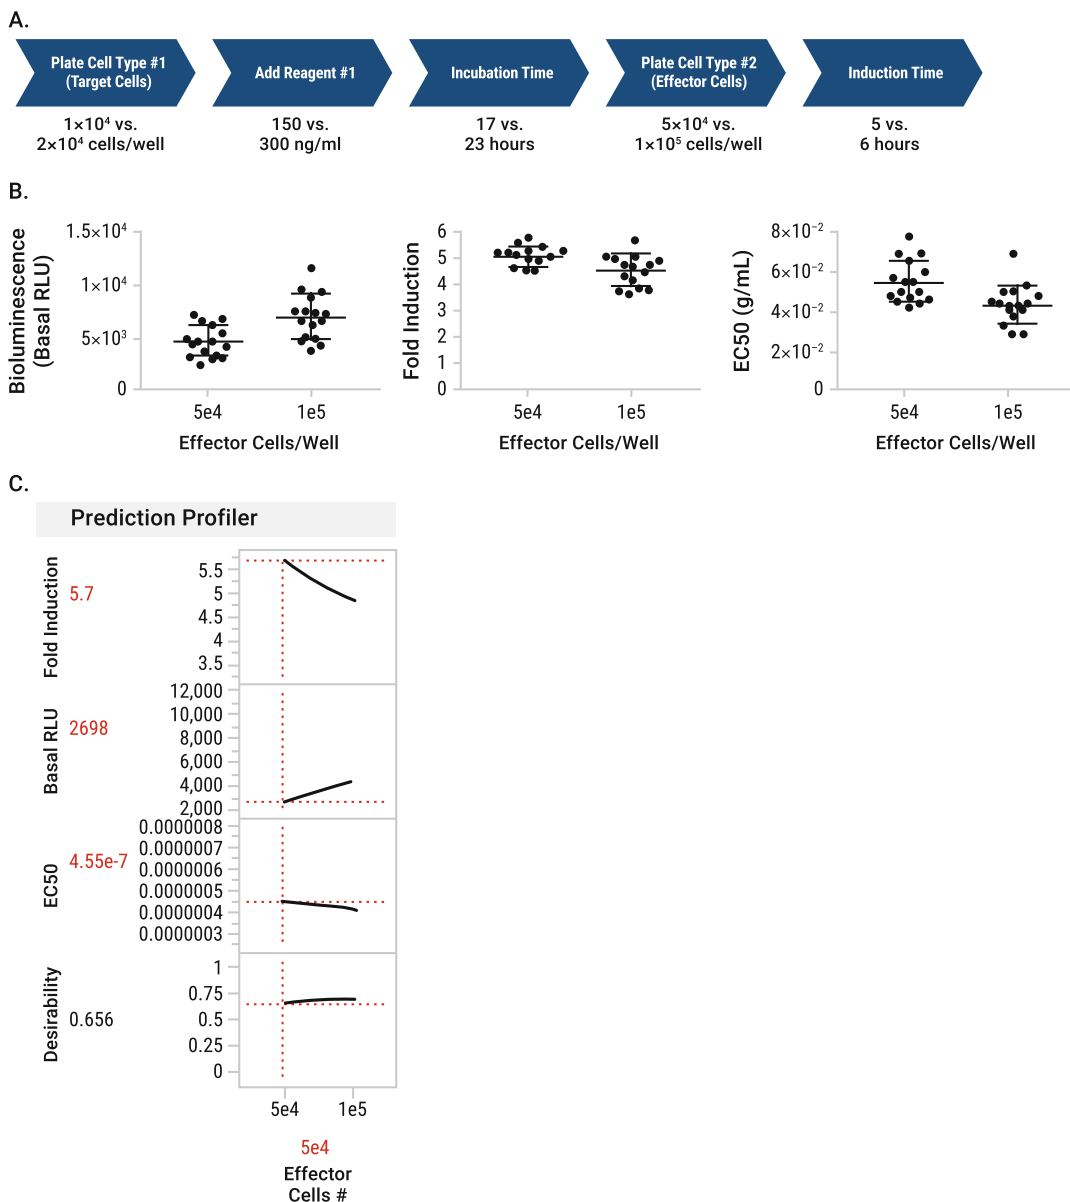 A.
Plate Cell Type #1
(Target Cells)
Add Reagent #1
Incubation Time
Plate Cell Type #2
(Effector Cells)
Induction Time
1×10⁴ vs.
2×10⁴ cells/well
150 vs.
300 ng/ml
17 vs.
23 hours
5×10⁴ vs.
1×10⁵ cells/well
5 vs.
6 hours
B.
Bioluminescence
(Basal RLU)
1.5×10⁴
1×10⁴
5×10³
0
5e4
1e5
Effector Cells/Well
Fold Induction
6
5
4
3
2
1
0
5e4
1e5
Effector Cells/Well
EC50 (g/mL)
8×10⁻²
6×10⁻²
4×10⁻²
2×10⁻²
0
5e4
1e5
Effector Cells/Well
C.
Prediction Profiler
Fold Induction
5.7
5.5
5
4.5
4
3.5
Basal RLU
2698
12,000
10,000
8,000
6,000
4,000
2,000
EC50
4.55e-7
0.0000008
0.0000007
0.0000006
0.0000005
0.0000004
0.0000003
Desirability
0.656
1
0.75
0.5
0.25
0
5e4
1e5
5e4
Effector
Cells #